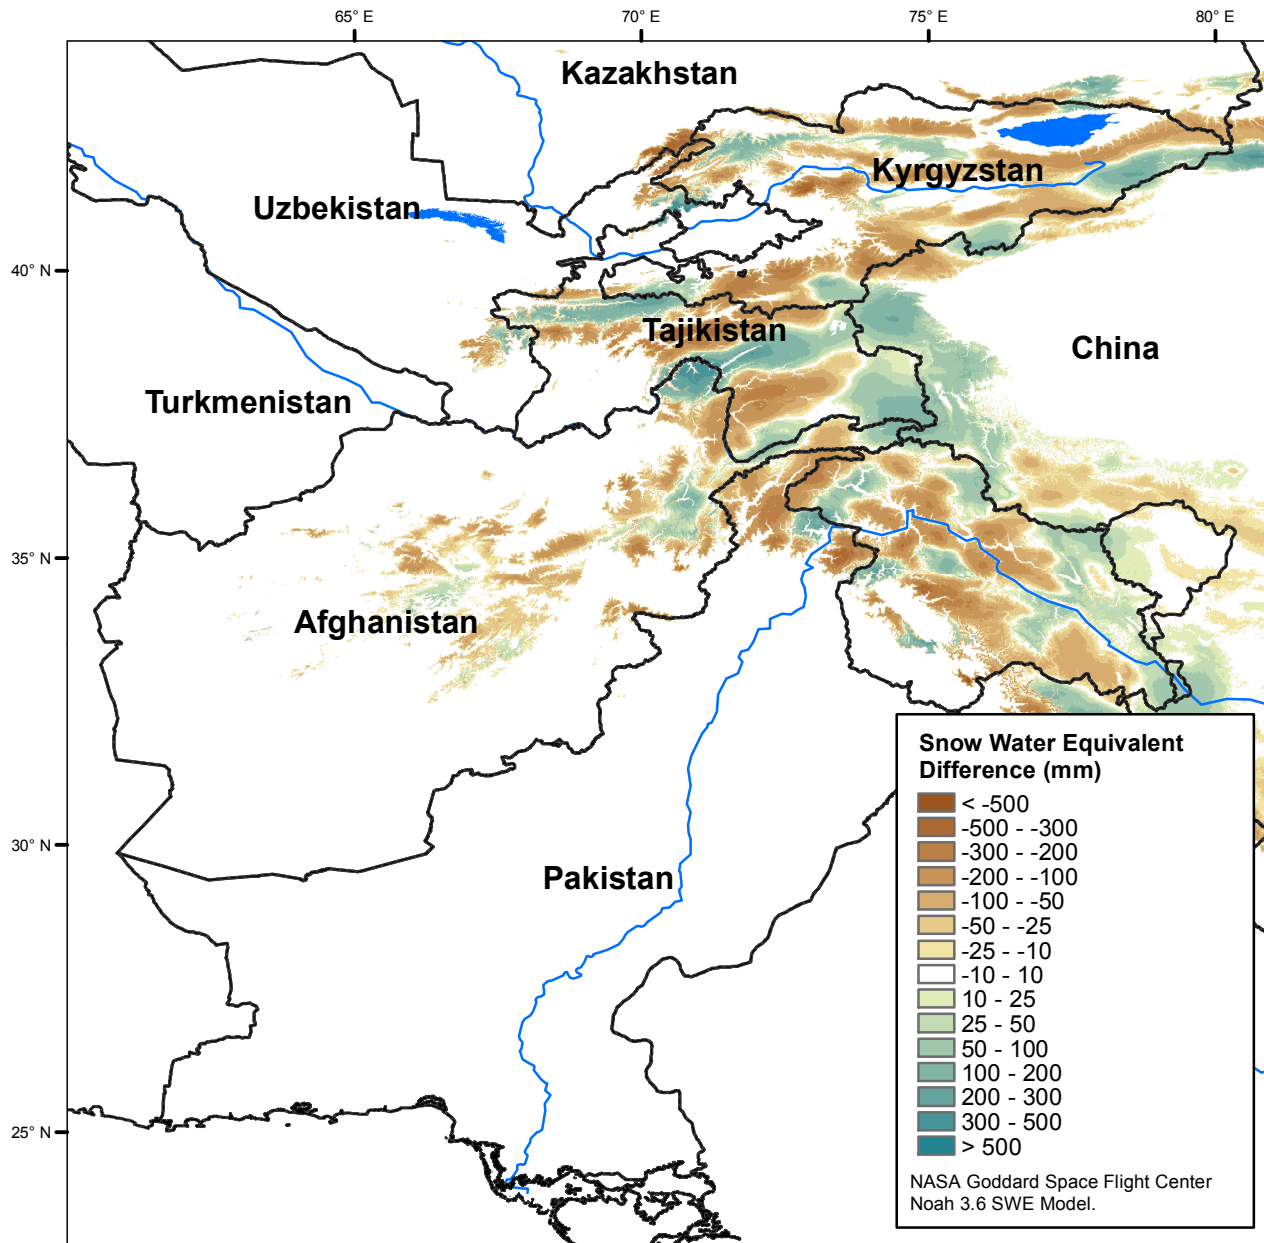 65° E
70° E
75° E
80° E
Kazakhstan
Kyrgyzstan
Uzbekistan
40° N
Tajikistan
China
Turkmenistan
35° N
Afghanistan
Snow Water Equivalent
Difference (mm)
< -500
-500 - -300
-300 - -200
-200 - -100
-100 - -50
-50 - -25
-25 - -10
-10 - 10
10 - 25
25 - 50
50 - 100
100 - 200
200 - 300
300 - 500
> 500
30° N
Pakistan
25° N
NASA Goddard Space Flight Center
Noah 3.6 SWE Model.